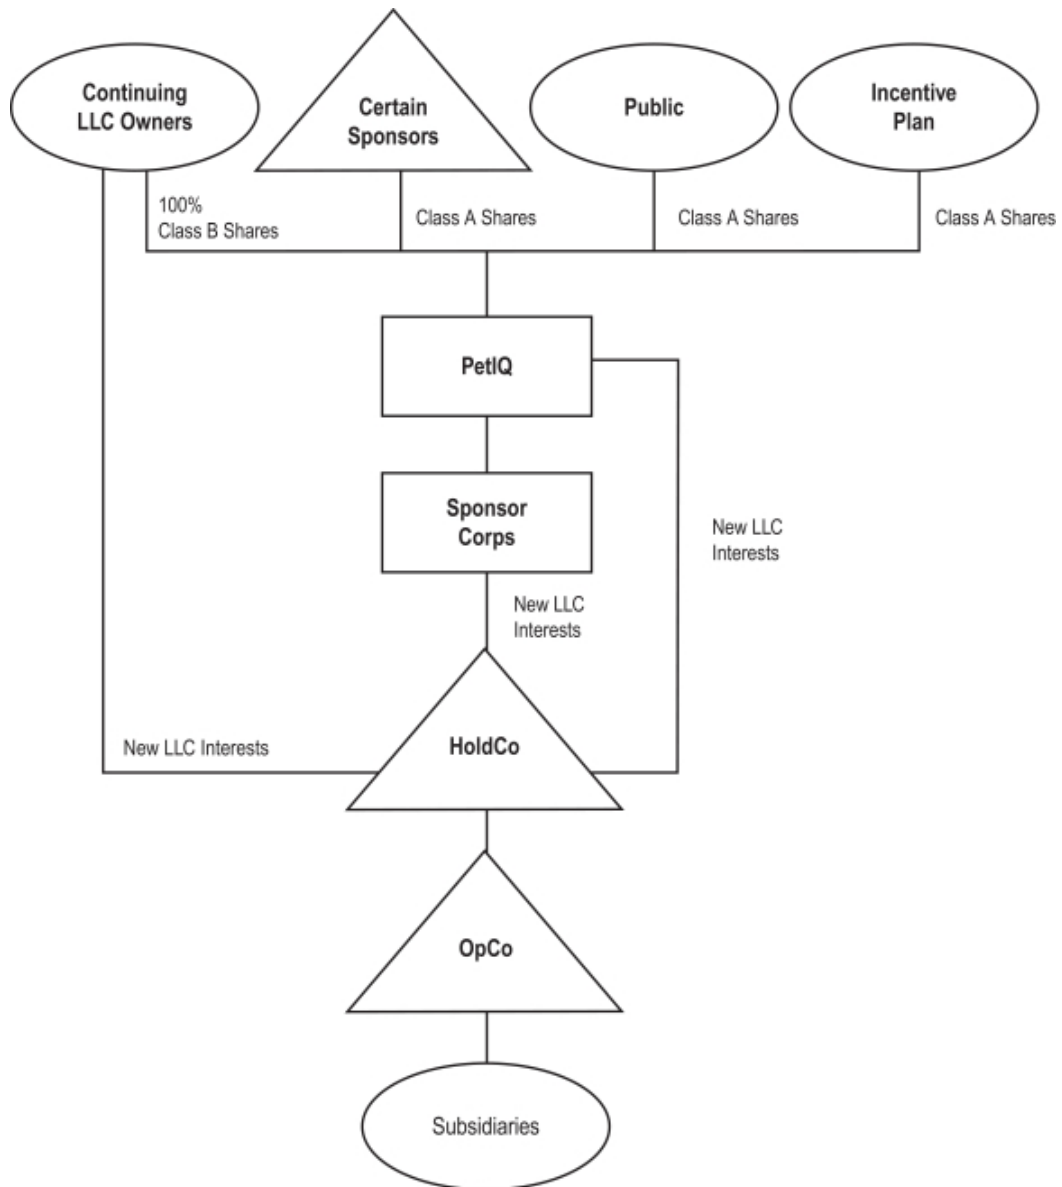 Continuing
LLC Owners
Certain
Sponsors
Public
Incentive
Plan
100%
Class B Shares
Class A Shares
Class A Shares
Class A Shares
PetIQ
Sponsor
Corps
New LLC
Interests
New LLC
Interests
New LLC Interests
HoldCo
OpCo
Subsidiaries